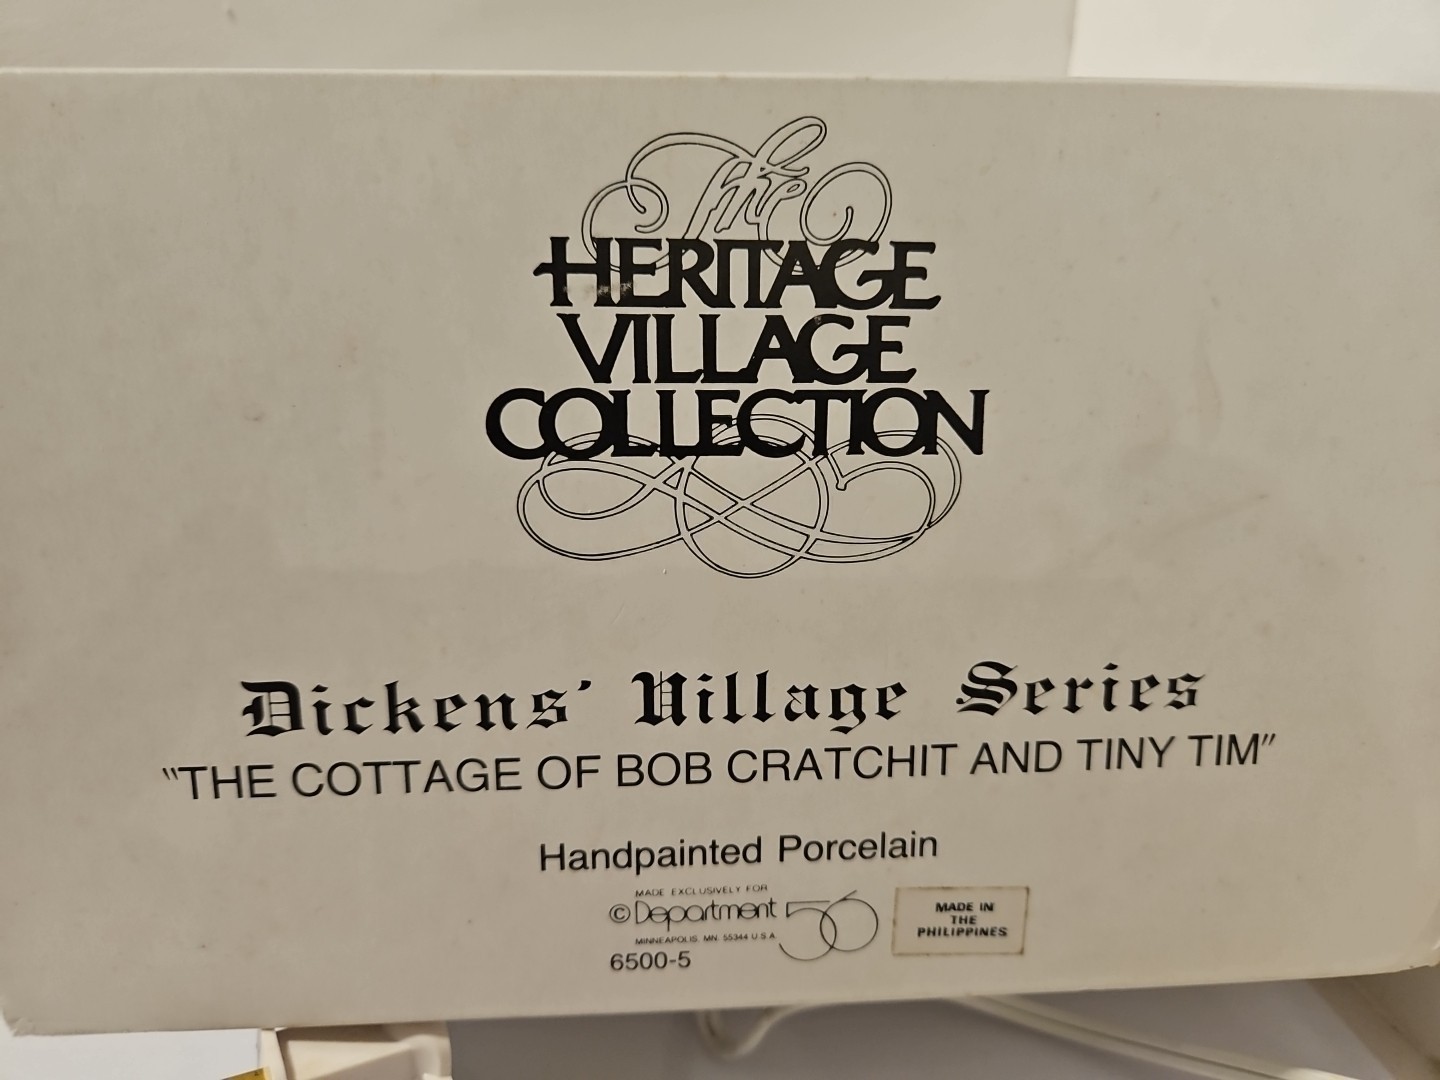 The
HERITAGE
VILLAGE
COLLECTION
Dickens' Village Series
"THE COTTAGE OF BOB CRATCHIT AND TINY TIM"
Handpainted Porcelain
MADE EXCLUSIVELY FOR
© Department 56
MINNEAPOLIS, MN 55344 U.S.A.
6500-5
MADE IN
THE
PHILIPPINES